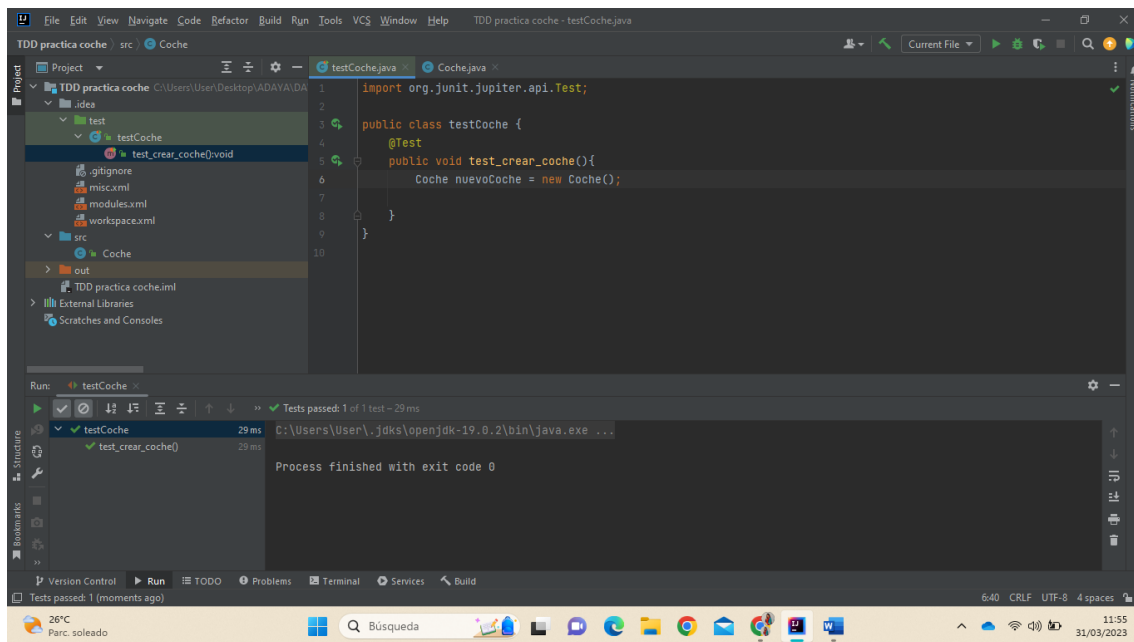 File Edit View Navigate Code Refactor Build Run Tools VCS Window Help TDD practica coche - testCoche.java
TDD practica coche src Coche
Current File
Project
testCoche.java
Coche.java
TDD practica coche C:\Users\User\Desktop\ADAYA\DA
.idea
test
testCoche
test_crear_coche():void
.gitignore
misc.xml
modules.xml
workspace.xml
src
Coche
out
TDD practica coche.iml
External Libraries
Scratches and Consoles
Project
Notifications
1 import org.junit.jupiter.api.Test;
2
3 public class testCoche {
4 @Test
5 public void test_crear_coche(){
6 Coche nuevoCoche = new Coche();
7
8 }
9 }
10
Run: testCoche
Tests passed: 1 of 1 test – 29 ms
testCoche 29 ms
test_crear_coche() 29 ms
C:\Users\User\.jdks\openjdk-19.0.2\bin\java.exe ...
Process finished with exit code 0
Structure
Bookmarks
Version Control Run TODO Problems Terminal Services Build
Tests passed: 1 (moments ago)
6:40 CRLF UTF-8 4 spaces
26°C
Parc. soleado
Búsqueda
11:55
31/03/2023